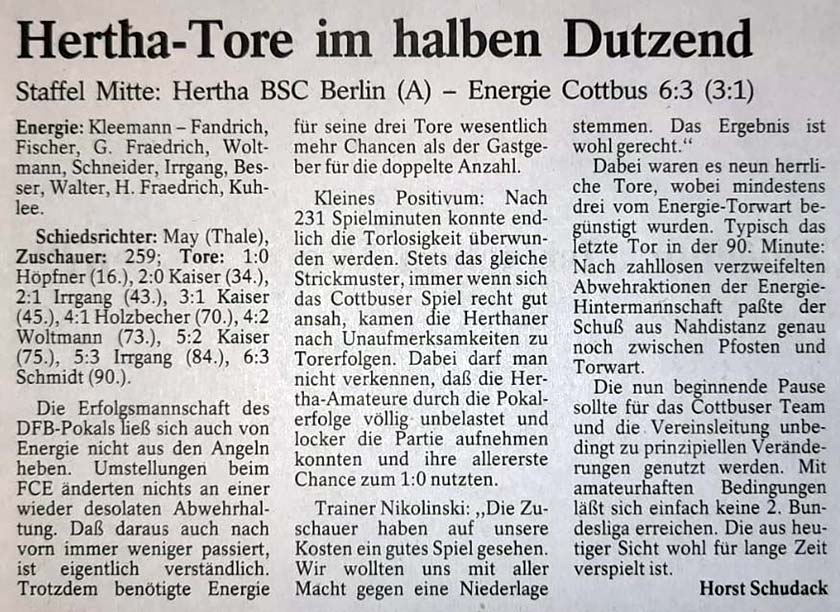 Hertha-Tore im halben Dutzend
Staffel Mitte: Hertha BSC Berlin (A) – Energie Cottbus 6:3 (3:1)
Energie: Kleemann – Fandrich,
Fischer, G. Fraedrich, Wolt-
mann, Schneider, Irrgang, Bes-
ser, Walter, H. Fraedrich, Kuh-
lee.
Schiedsrichter: May (Thale),
Zuschauer: 259; Tore: 1:0
Höpfner (16.), 2:0 Kaiser (34.),
2:1 Irrgang (43.), 3:1 Kaiser
(45.), 4:1 Holzbecher (70.), 4:2
Woltmann (73.), 5:2 Kaiser
(75.), 5:3 Irrgang (84.), 6:3
Schmidt (90.).
Die Erfolgsmannschaft des
DFB-Pokals ließ sich auch von
Energie nicht aus den Angeln
heben. Umstellungen beim
FCE änderten nichts an einer
wieder desolaten Abwehrhal-
tung. Daß daraus auch nach
vorn immer weniger passiert,
ist eigentlich verständlich.
Trotzdem benötigte Energie
für seine drei Tore wesentlich
mehr Chancen als der Gastge-
ber für die doppelte Anzahl.
Kleines Positivum: Nach
231 Spielminuten konnte end-
lich die Torlosigkeit überwun-
den werden. Stets das gleiche
Strickmuster, immer wenn sich
das Cottbuser Spiel recht gut
ansah, kamen die Herthaner
nach Unaufmerksamkeiten zu
Torerfolgen. Dabei darf man
nicht verkennen, daß die Her-
tha-Amateure durch die Pokal-
erfolge völlig unbelastet und
locker die Partie aufnehmen
konnten und ihre allererste
Chance zum 1:0 nutzten.
Trainer Nikolinski: „Die Zu-
schauer haben auf unsere
Kosten ein gutes Spiel gesehen.
Wir wollten uns mit aller
Macht gegen eine Niederlage
stemmen. Das Ergebnis ist
wohl gerecht.“
Dabei waren es neun herrli-
che Tore, wobei mindestens
drei vom Energie-Torwart be-
günstigt wurden. Typisch das
letzte Tor in der 90. Minute:
Nach zahllosen verzweifelten
Abwehraktionen der Energie-
Hintermannschaft paßte der
Schuß aus Nahdistanz genau
noch zwischen Pfosten und
Torwart.
Die nun beginnende Pause
sollte für das Cottbuser Team
und die Vereinsleitung unbe-
dingt zu prinzipiellen Verände-
rungen genutzt werden. Mit
amateurhaften Bedingungen
läßt sich einfach keine 2. Bun-
desliga erreichen. Die aus heu-
tiger Sicht wohl für lange Zeit
verspielt ist.
Horst Schudack